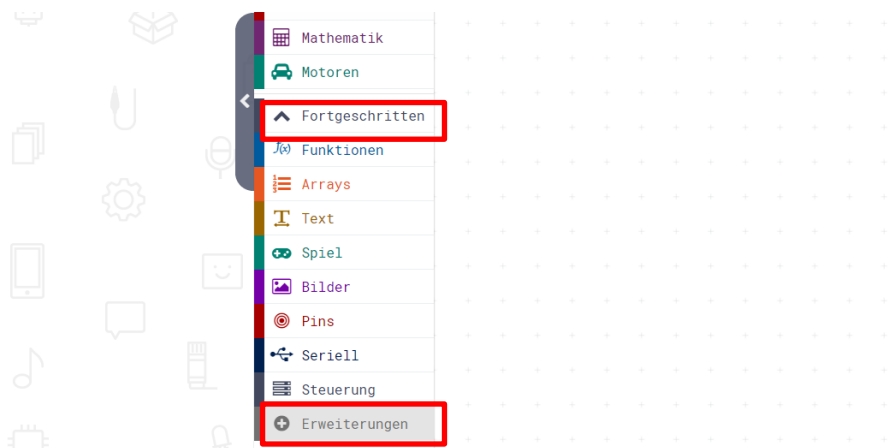 Mathematik
Motoren
Fortgeschritten
f(x) Funktionen
Arrays
Text
Spiel
Bilder
Pins
Seriell
Steuerung
Erweiterungen